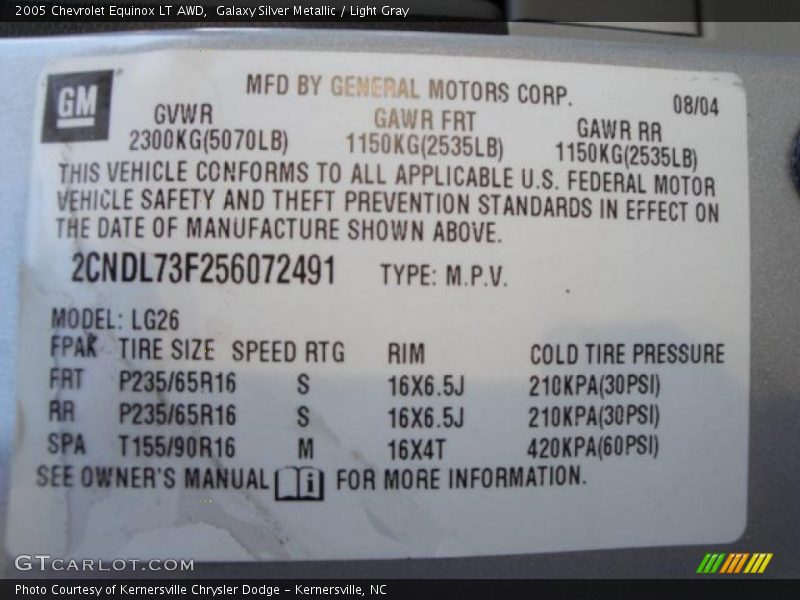 2005 Chevrolet Equinox LT AWD,  Galaxy Silver Metallic / Light Gray
GM
MFD BY GENERAL MOTORS CORP.
08/04
GVWR GAWR FRT GAWR RR
2300KG(5070LB) 1150KG(2535LB) 1150KG(2535LB)
THIS VEHICLE CONFORMS TO ALL APPLICABLE U.S. FEDERAL MOTOR
VEHICLE SAFETY AND THEFT PREVENTION STANDARDS IN EFFECT ON
THE DATE OF MANUFACTURE SHOWN ABOVE.
2CNDL73F256072491 TYPE: M.P.V.
MODEL: LG26
FPAK TIRE SIZE SPEED RTG RIM COLD TIRE PRESSURE
FRT P235/65R16 S 16X6.5J 210KPA(30PSI)
RR P235/65R16 S 16X6.5J 210KPA(30PSI)
SPA T155/90R16 M 16X4T 420KPA(60PSI)
SEE OWNER'S MANUAL i FOR MORE INFORMATION.
GTCARLOT.COM
Photo Courtesy of Kernersville Chrysler Dodge – Kernersville, NC